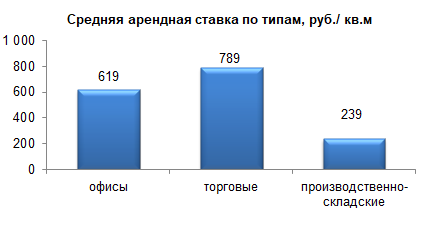 Средняя арендная ставка по типам, руб./ кв.м
1 000
800
600
400
200
0
619
789
239
офисы
торговые
производственно-
складские